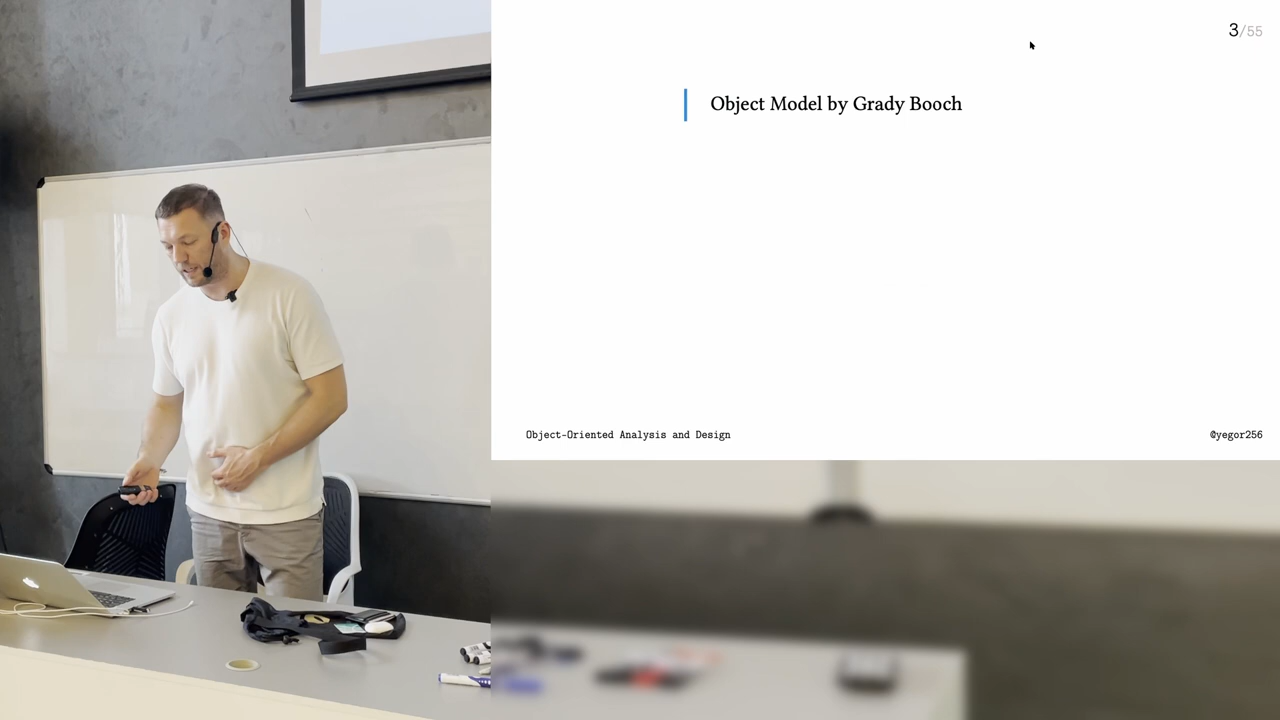 3/55
Object Model by Grady Booch
Object-Oriented Analysis and Design
@yegor256